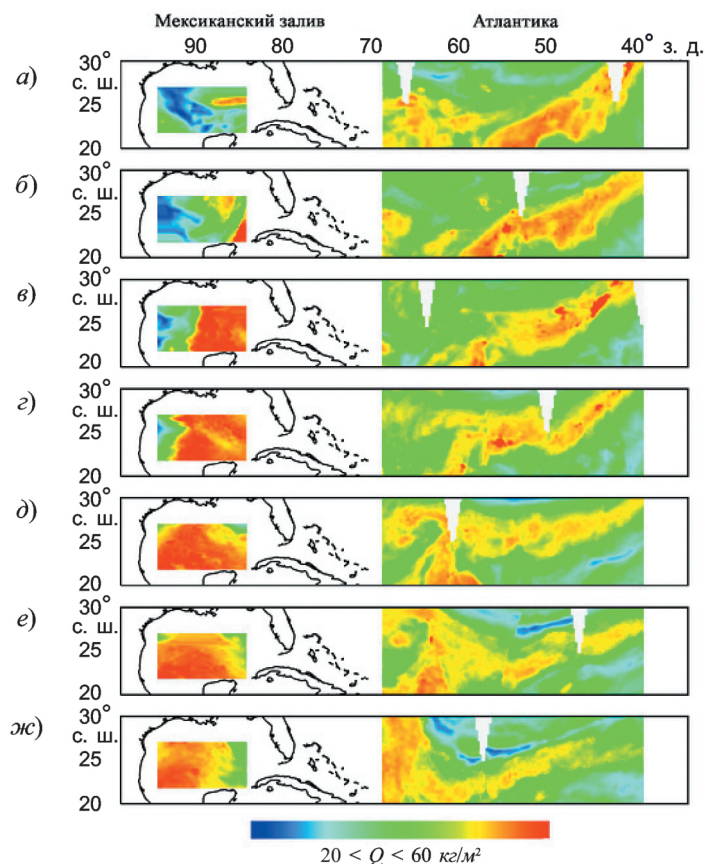 Мексиканский залив Атлантика
90 80 70 60 50 40° з. д.
а) 30° с. ш. 25 20
б) 30° с. ш. 25 20
в) 30° с. ш. 25 20
г) 30° с. ш. 25 20
д) 30° с. ш. 25 20
е) 30° с. ш. 25 20
ж) 30° с. ш. 25 20
20 < Q < 60 кг/м²